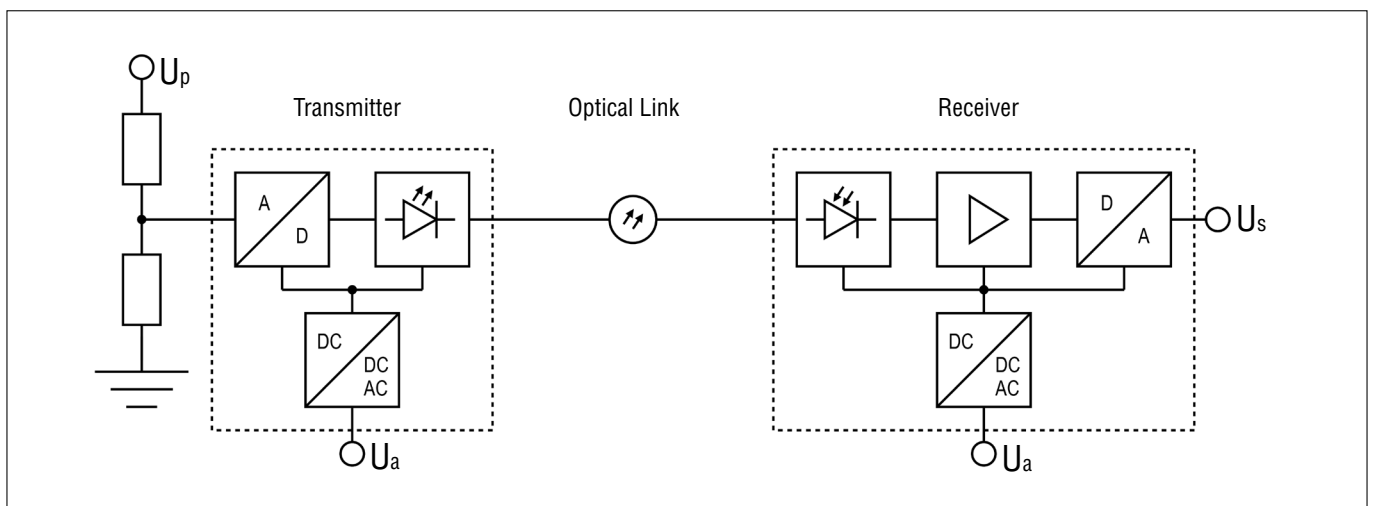 Up
Transmitter
Optical Link
Receiver
A
D
D
A
Us
DC
DC
AC
Ua
DC
DC
AC
Ua